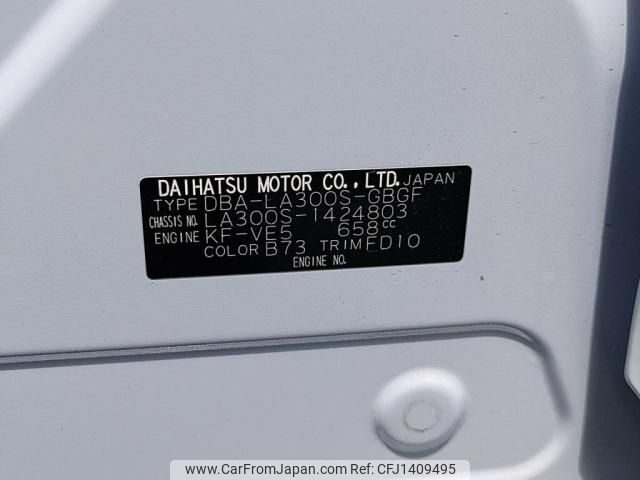 DAIHATSU MOTOR CO., LTD. JAPAN
TYPE DBA-LA300S-GBGF
CHASSIS NO. LA300S-1424803
ENGINE KF-VE5 658cc
COLOR B73 TRIM FD10
ENGINE NO.
www.CarFromJapan.com CarFromJapan - CFJ1409495